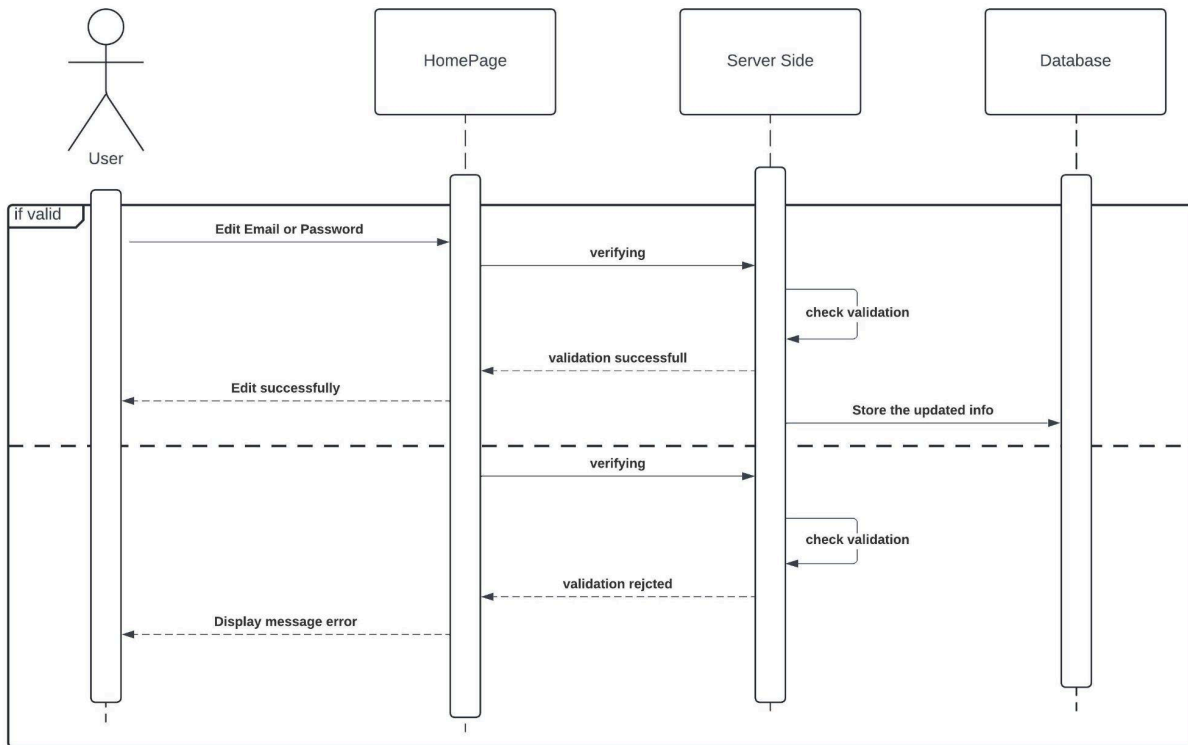 HomePage
Server Side
Database
User
if valid
Edit Email or Password
verifying
check validation
validation successfull
Edit successfully
Store the updated info
verifying
check validation
validation rejcted
Display message error